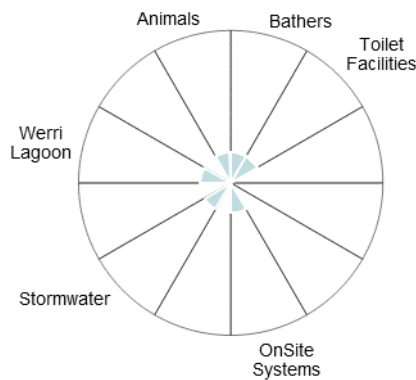 Animals
Bathers
Toilet
Facilities
Werri
Lagoon
Stormwater
OnSite
Systems